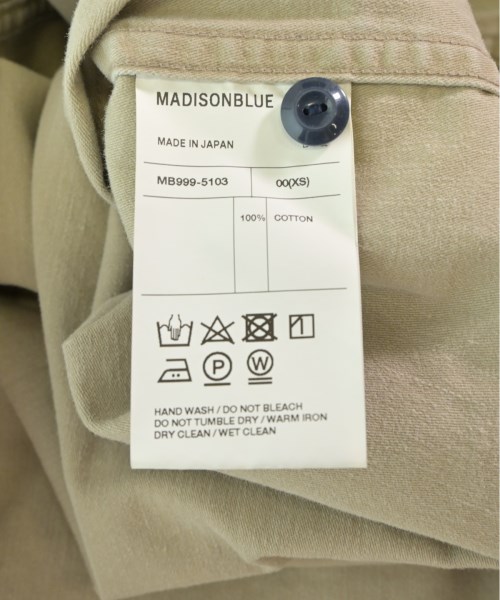 MADISONBLUE
MADE IN JAPAN
MB999-5103 00(XS)
100% COTTON
P W
HAND WASH / DO NOT BLEACH
DO NOT TUMBLE DRY / WARM IRON
DRY CLEAN / WET CLEAN